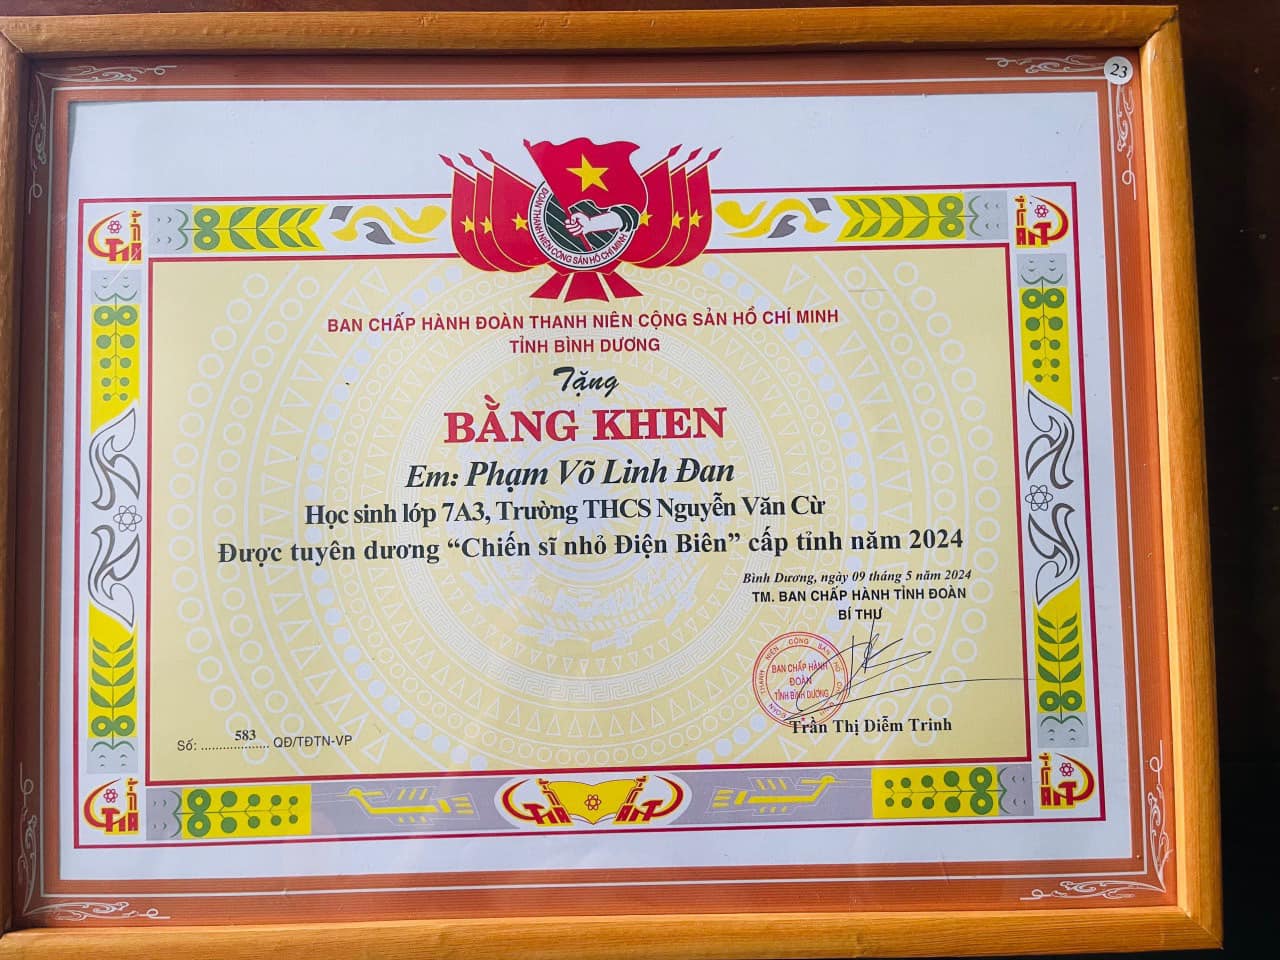 23
ĐOÀN THANH NIÊN CỘNG SẢN HỒ CHÍ MINH
BAN CHẤP HÀNH ĐOÀN THANH NIÊN CỘNG SẢN HỒ CHÍ MINH
TỈNH BÌNH DƯƠNG
Tặng
BẰNG KHEN
Em: Phạm Võ Linh Đan
Học sinh lớp 7A3, Trường THCS Nguyễn Văn Cừ
Được tuyên dương “Chiến sĩ nhỏ Điện Biên” cấp tỉnh năm 2024
Bình Dương, ngày 09 tháng 5 năm 2024
TM. BAN CHẤP HÀNH TỈNH ĐOÀN
BÍ THƯ
BAN CHẤP HÀNH
ĐOÀN
TỈNH BÌNH DƯƠNG
Trần Thị Diễm Trinh
Số: ....583.... QĐ/TĐTN-VP